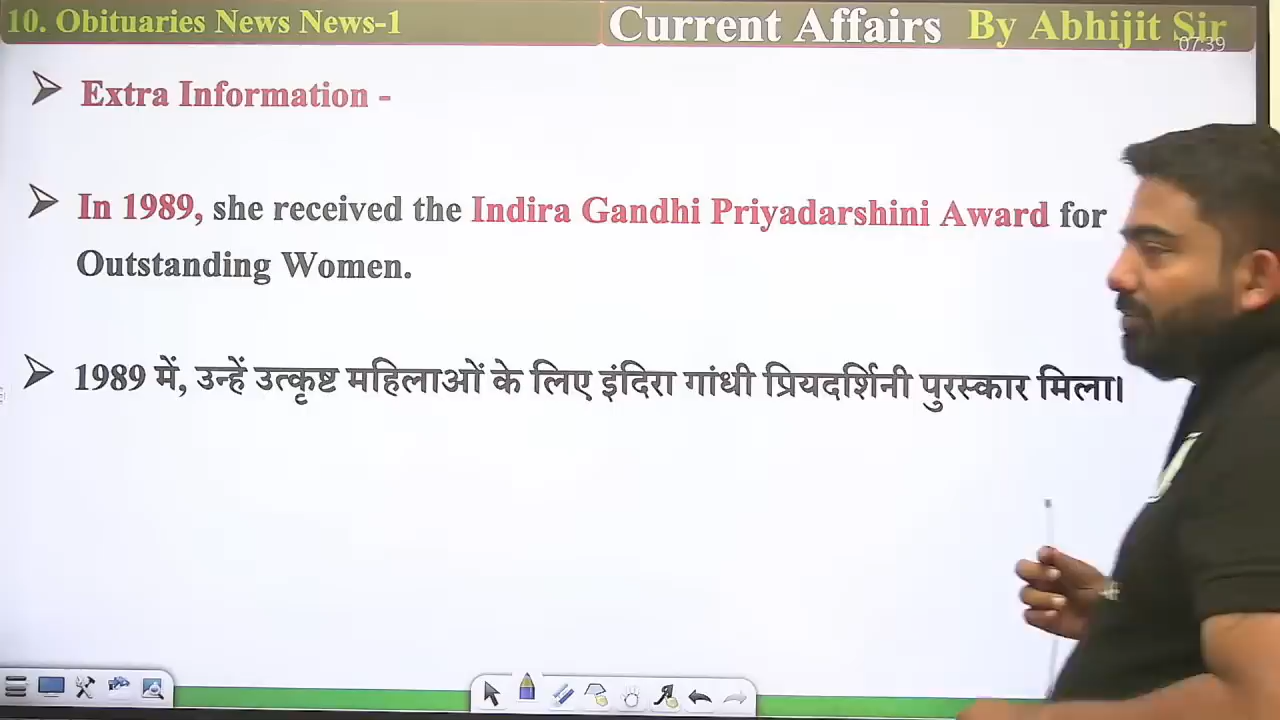 10. Obituaries News News-1
Current Affairs By Abhijit Sir
07:39
Extra Information -
In 1989, she received the Indira Gandhi Priyadarshini Award for
Outstanding Women.
1989 में, उन्हें उत्कृष्ट महिलाओं के लिए इंदिरा गांधी प्रियदर्शिनी पुरस्कार मिला।